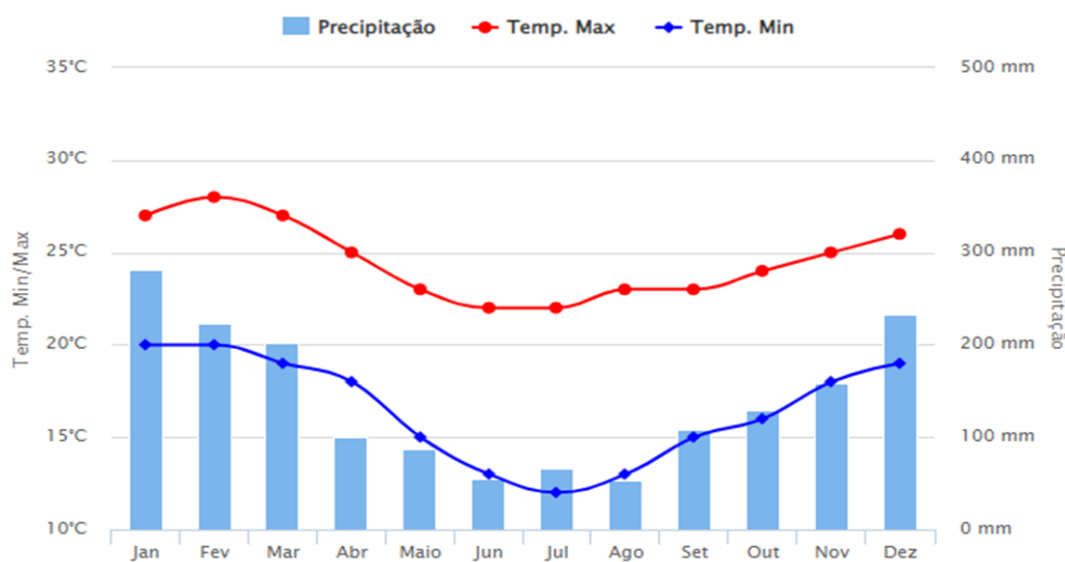 Precipitação Temp. Max Temp. Min
35°C 500 mm
30°C 400 mm
25°C 300 mm
20°C 200 mm
15°C 100 mm
10°C 0 mm
Temp. Min/Max
Precipitação
Jan Fev Mar Abr Maio Jun Jul Ago Set Out Nov Dez